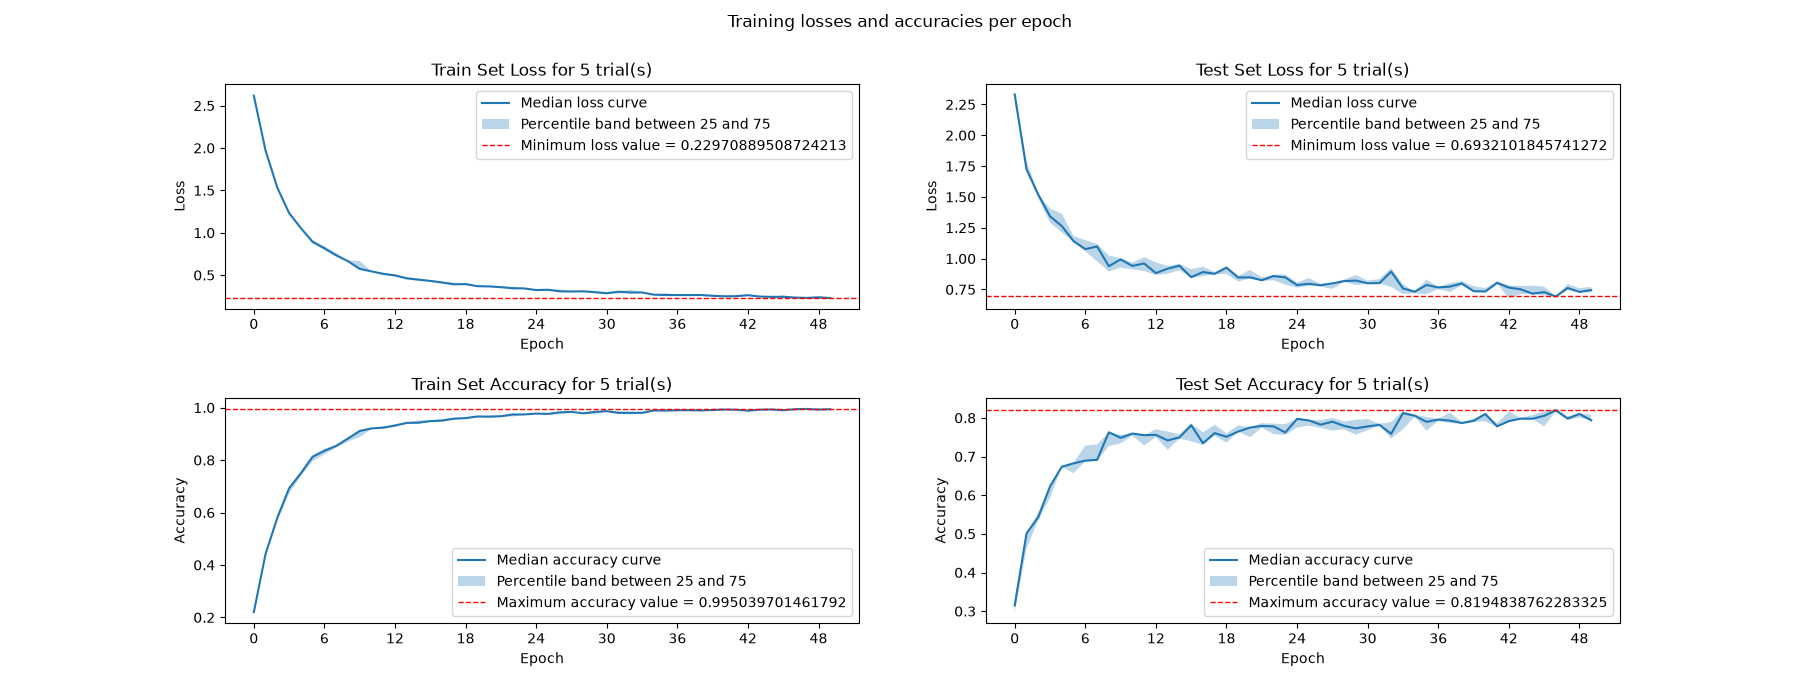 Training losses and accuracies per epoch
Train Set Loss for 5 trial(s)
Loss
2.5
2.0
1.5
1.0
0.5
Median loss curve
Percentile band between 25 and 75
Minimum loss value = 0.22970889508724213
0 6 12 18 24 30 36 42 48
Epoch
Test Set Loss for 5 trial(s)
Loss
2.25
2.00
1.75
1.50
1.25
1.00
0.75
Median loss curve
Percentile band between 25 and 75
Minimum loss value = 0.6932101845741272
0 6 12 18 24 30 36 42 48
Epoch
Train Set Accuracy for 5 trial(s)
Accuracy
1.0
0.8
0.6
0.4
0.2
Median accuracy curve
Percentile band between 25 and 75
Maximum accuracy value = 0.995039701461792
0 6 12 18 24 30 36 42 48
Epoch
Test Set Accuracy for 5 trial(s)
Accuracy
0.8
0.7
0.6
0.5
0.4
0.3
Median accuracy curve
Percentile band between 25 and 75
Maximum accuracy value = 0.8194838762283325
0 6 12 18 24 30 36 42 48
Epoch